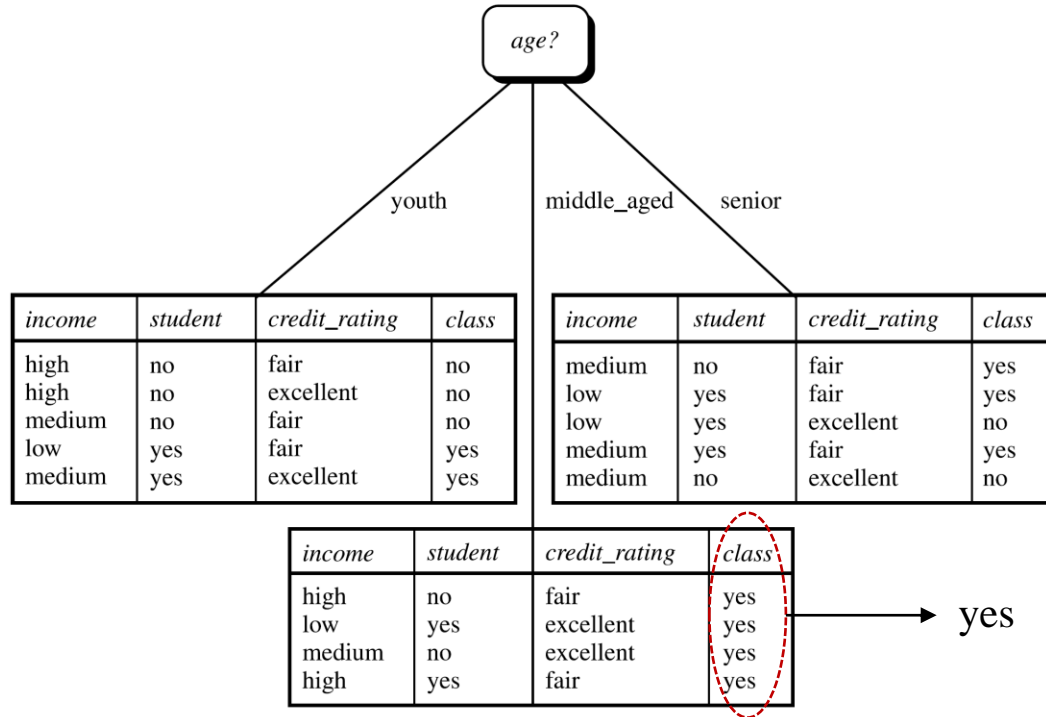 age?
youth
middle_aged
senior
income student credit_rating class
high no fair no
high no excellent no
medium no fair no
low yes fair yes
medium yes excellent yes
income student credit_rating class
medium no fair yes
low yes fair yes
low yes excellent no
medium yes fair yes
medium no excellent no
income student credit_rating class
high no fair yes
low yes excellent yes
medium no excellent yes
high yes fair yes
yes